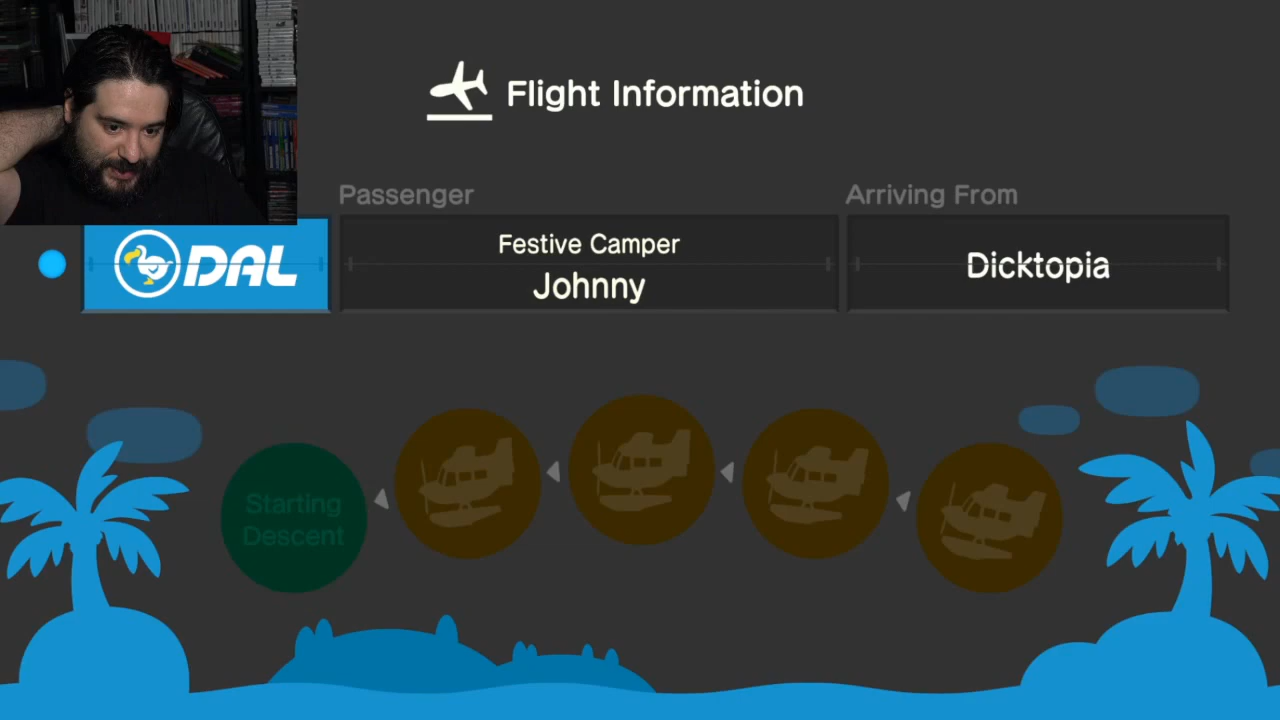 Flight Information
Passenger
Arriving From
DAL
Festive Camper
Johnny
Dicktopia
Starting
Descent